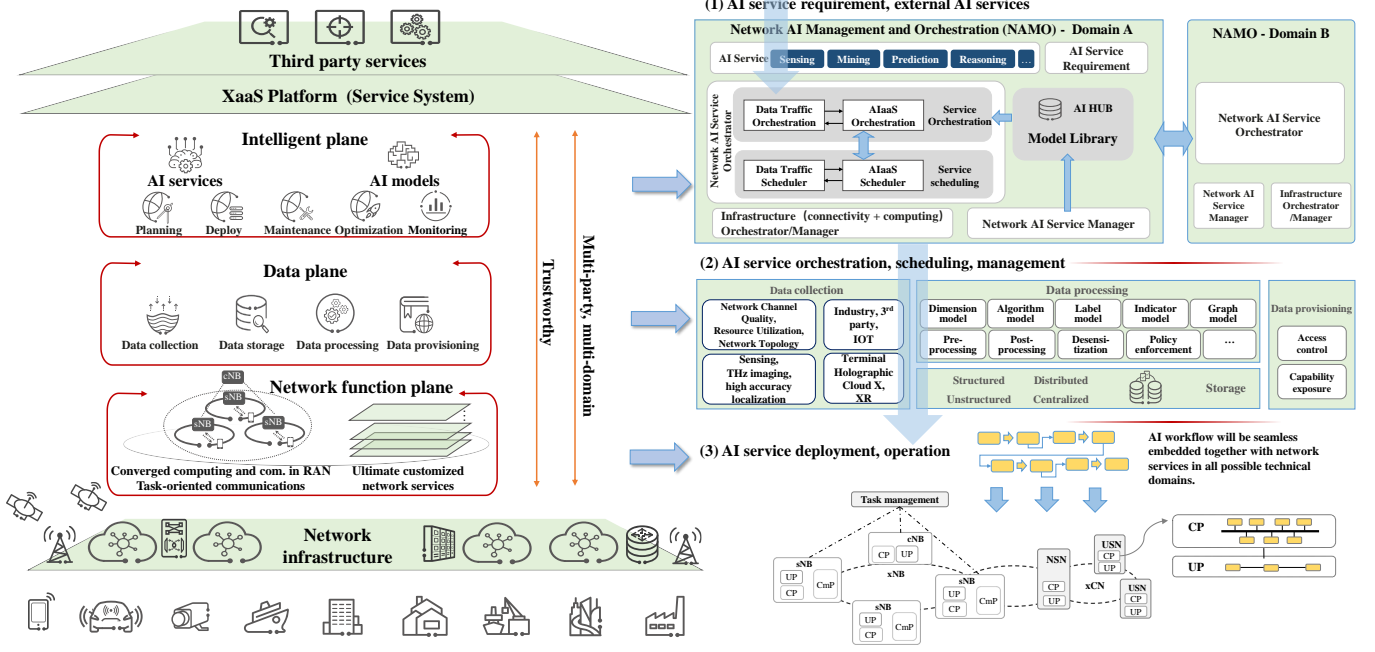 Third party services
XaaS Platform (Service System)
Intelligent plane
AI services
AI models
Planning
Deploy
Maintenance
Optimization
Monitoring
Data plane
Data collection
Data storage
Data processing
Data provisioning
Network function plane
cNB
sNB
sNB
sNB
Converged computing and com. in RAN
Task-oriented communications
Ultimate customized
network services
Trustworthy
Multi-party, multi-domain
Network
infrastructure
(1) AI service requirement, external AI services
Network AI Management and Orchestration (NAMO) - Domain A
AI Service
Sensing
Mining
Prediction
Reasoning
...
AI Service
Requirement
Network AI Service
Orchestrator
Data Traffic
Orchestration
AIaaS
Orchestration
Service
Orchestration
Data Traffic
Scheduler
AIaaS
Scheduler
Service
scheduling
AI HUB
Model Library
Infrastructure (connectivity + computing)
Orchestrator/Manager
Network AI Service Manager
NAMO - Domain B
Network AI Service
Orchestrator
Network AI
Service
Manager
Infrastructure
Orchestrator
/Manager
(2) AI service orchestration, scheduling, management
Data collection
Network Channel
Quality,
Resource Utilization,
Network Topology
Industry, 3rd
party,
IOT
Sensing,
THz imaging,
high accuracy
localization
Terminal
Holographic
Cloud X,
XR
Data processing
Dimension
model
Algorithm
model
Label
model
Indicator
model
Graph
model
Pre-
processing
Post-
processing
Desensi-
tization
Policy
enforcement
...
Structured
Distributed
Unstructured
Centralized
Storage
Data provisioning
Access
control
Capability
exposure
(3) AI service deployment, operation
AI workflow will be seamless
embedded together with network
services in all possible technical
domains.
Task management
cNB
CP
UP
sNB
UP
CP
CmP
xNB
sNB
UP
CP
CmP
sNB
UP
CP
CmP
NSN
CP
UP
xCN
USN
CP
UP
USN
CP
UP
CP
UP